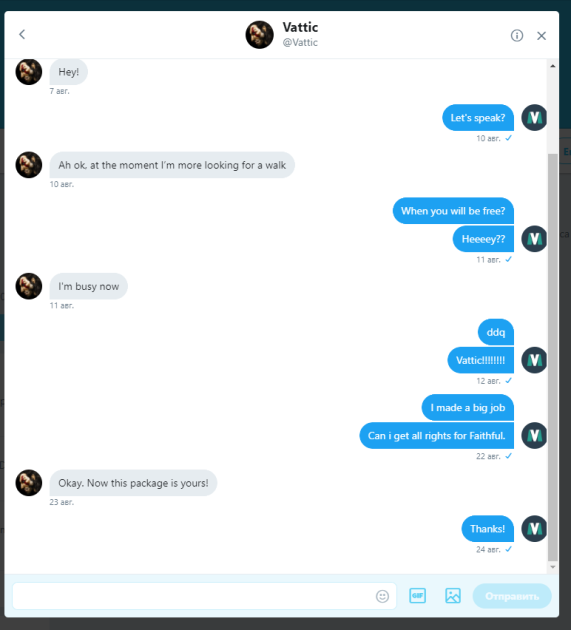 Vattic
@Vattic
Hey!
7 авг.
Let's speak?
10 авг.
Ah ok, at the moment I'm more looking for a walk
10 авг.
When you will be free?
Heeeey??
11 авг.
I'm busy now
11 авг.
ddq
Vattic!!!!!!!!
12 авг.
I made a big job
Can i get all rights for Faithful.
22 авг.
Okay. Now this package is yours!
23 авг.
Thanks!
24 авг.
GIF
Отправить